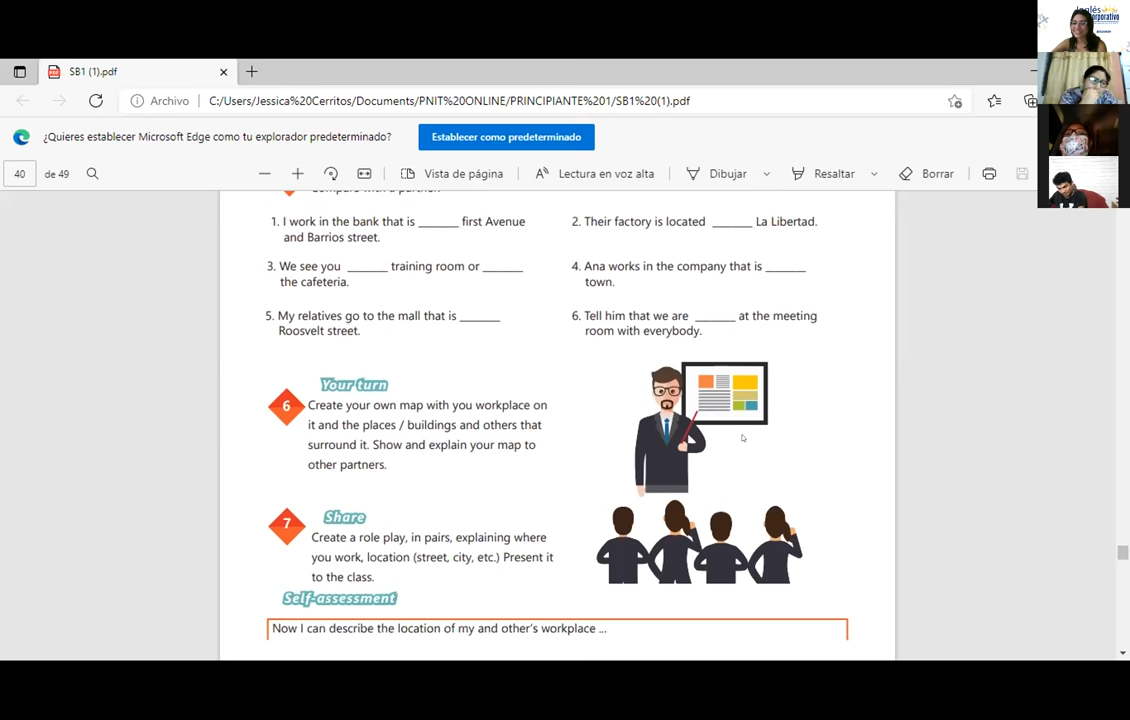 Inglés
Corporativo
SB1 (1).pdf
Archivo
C:/Users/Jessica%20Cerritos/Documents/PNIT%20ONLINE/PRINCIPIANTE%201/SB1%20(1).pdf
¿Quieres establecer Microsoft Edge como tu explorador predeterminado?
Establecer como predeterminado
40 de 49
Vista de página
Lectura en voz alta
Dibujar
Resaltar
Borrar
Compare with a partner.
1. I work in the bank that is _______ first Avenue
and Barrios street.
2. Their factory is located _______ La Libertad.
3. We see you _______ training room or _______
the cafeteria.
4. Ana works in the company that is _______
town.
5. My relatives go to the mall that is _______
Roosvelt street.
6. Tell him that we are _______ at the meeting
room with everybody.
Your turn
6
Create your own map with you workplace on
it and the places / buildings and others that
surround it. Show and explain your map to
other partners.
Share
7
Create a role play, in pairs, explaining where
you work, location (street, city, etc.) Present it
to the class.
Self-assessment
Now I can describe the location of my and other's workplace ...